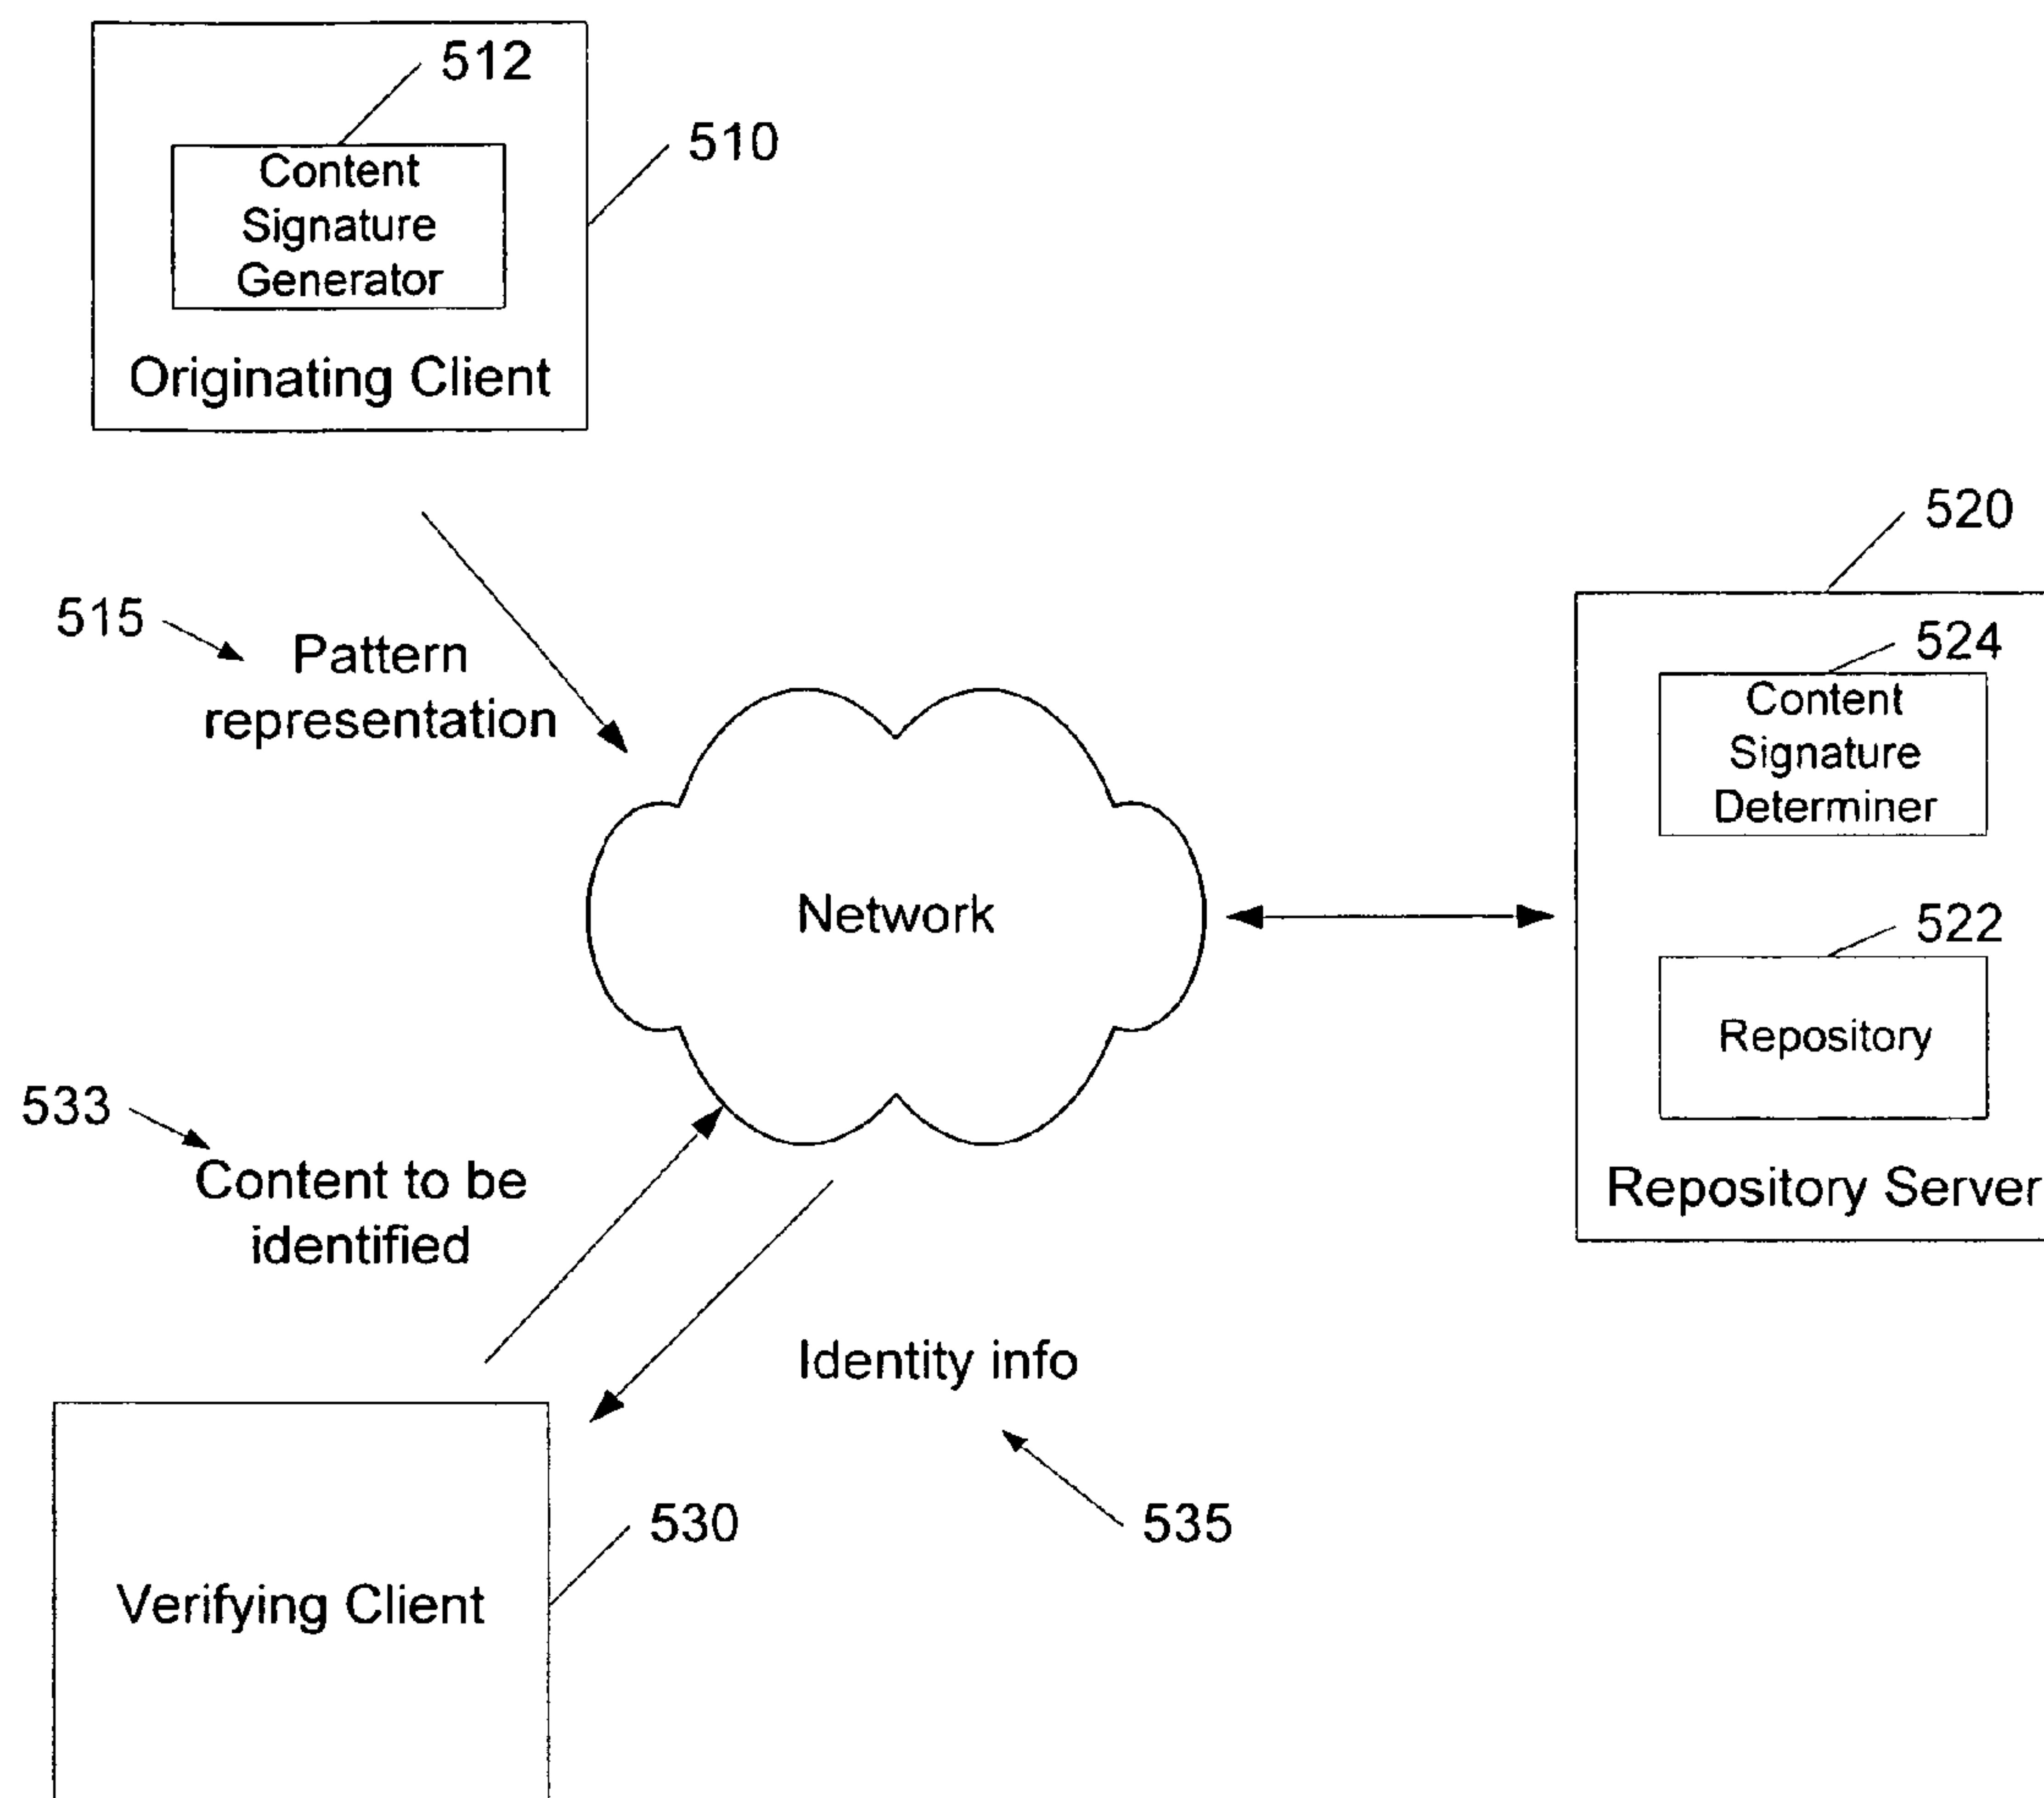 512
Content
Signature
Generator
510
Originating Client
520
515
Pattern
representation
524
Content
Signature
Determiner
Network
522
Repository
Repository Server
533
Content to be
identified
Identity info
535
530
Verifying Client